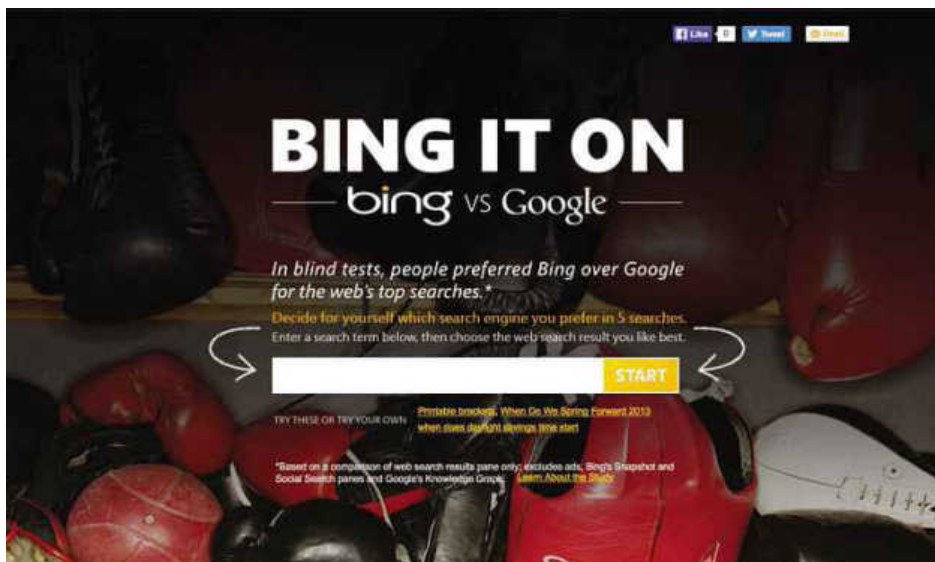 Like 0 Tweet Email
BING IT ON
bing vs Google
In blind tests, people preferred Bing over Google
for the web's top searches.*
Decide for yourself which search engine you prefer in 5 searches.
Enter a search term below, then choose the web search result you like best.
START
TRY THESE OR TRY YOUR OWN
Printable brackets, When Do We Spring Forward 2013
when does daylight savings time start
*Based on a comparison of web search results pane only; excludes ads, Bing's Snapshot and
Social Search panes and Google's Knowledge Graph. Learn About the Study